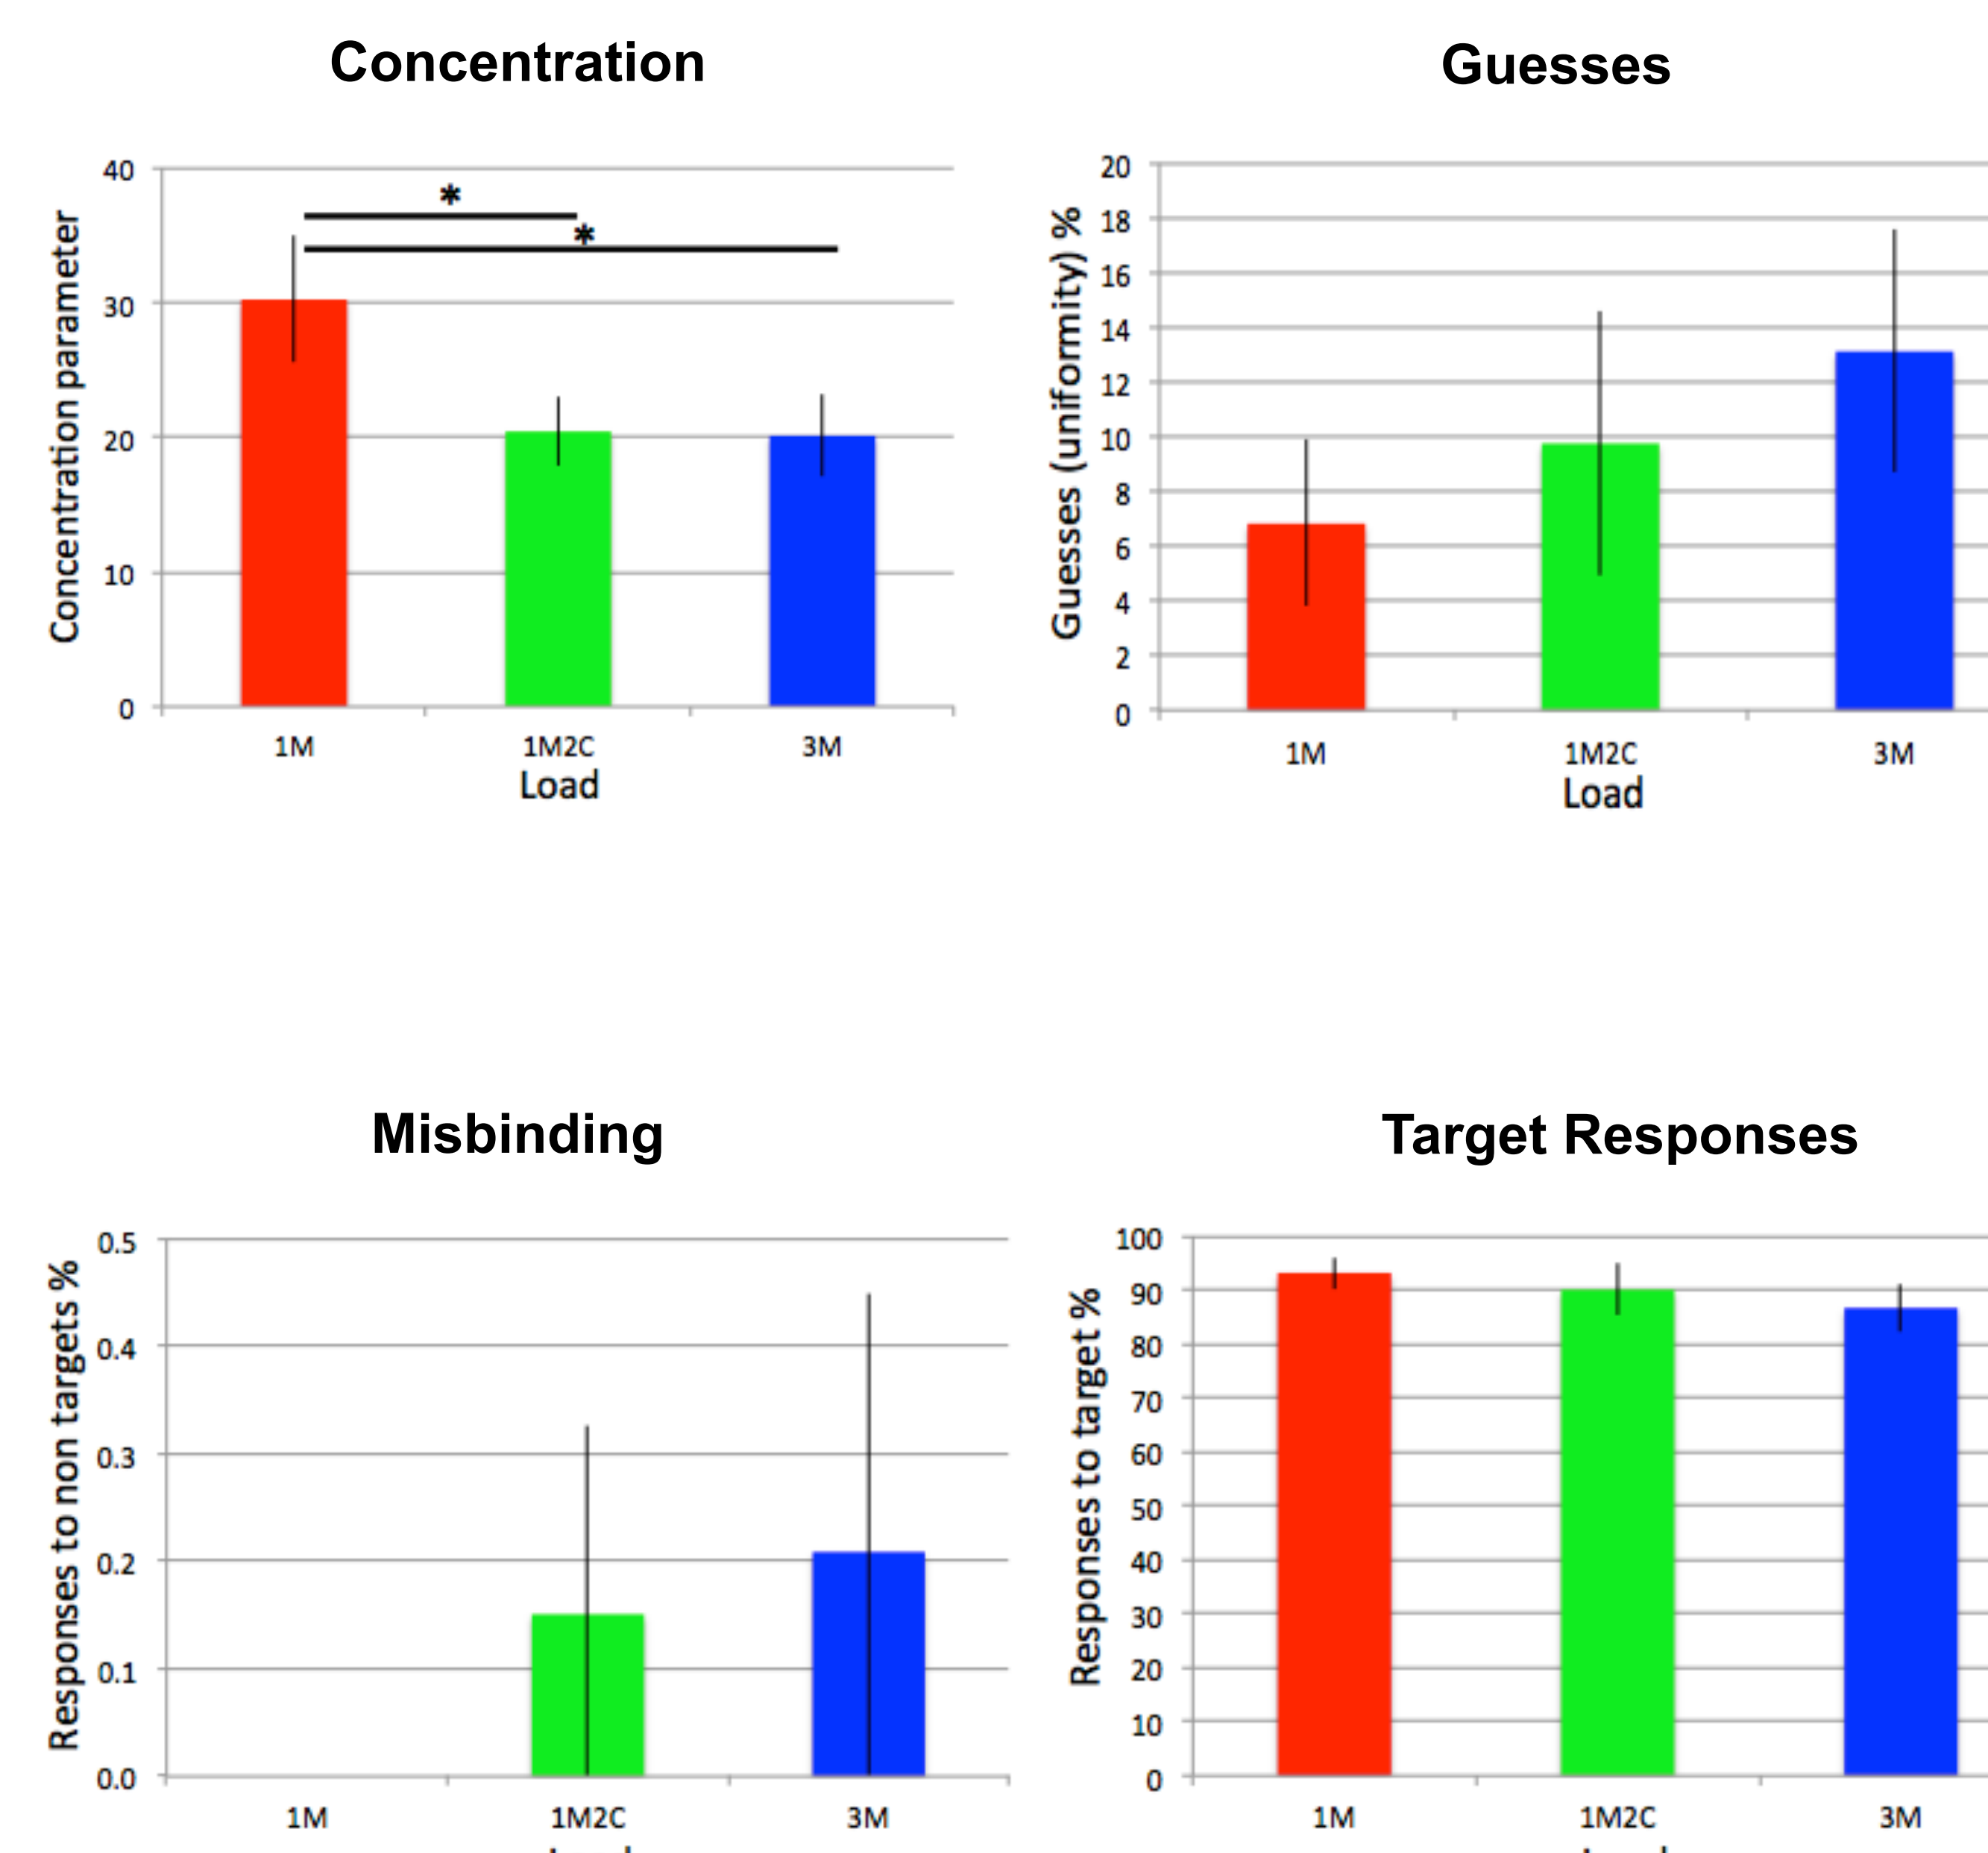 Concentration
Guesses
40
30
20
10
0
Concentration parameter
*
*
1M
1M2C
3M
Load
20
18
16
14
12
10
8
6
4
2
0
Guesses (uniformity) %
1M
1M2C
3M
Load
Misbinding
Target Responses
0.5
0.4
0.3
0.2
0.1
0.0
Responses to non targets %
1M
1M2C
3M
100
90
80
70
60
50
40
30
20
10
0
Responses to target %
1M
1M2C
3M